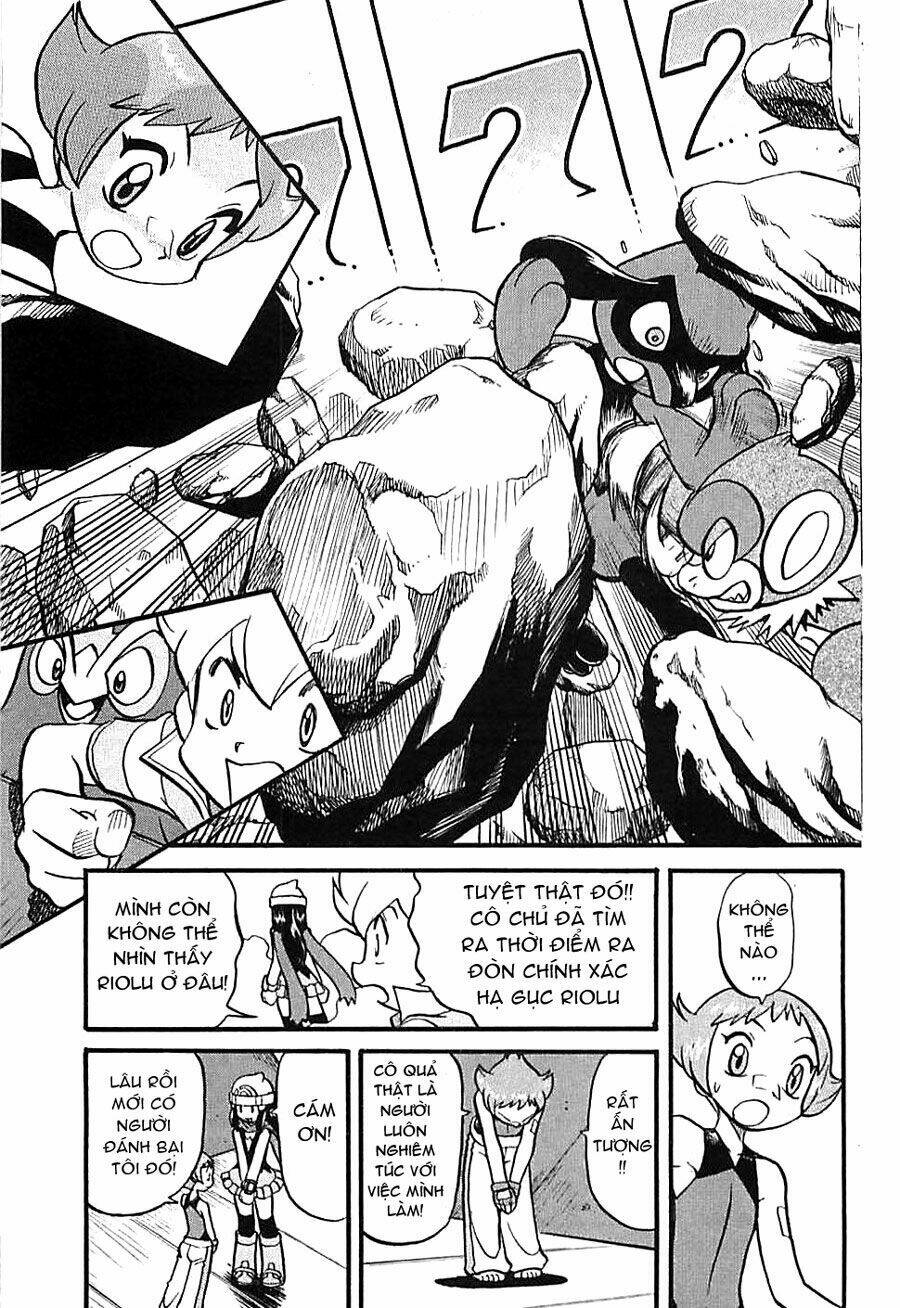 ? ? ?
KHÔNG
THỂ
NÀO
...
TUYỆT THẬT ĐÓ!!
CÔ CHỦ ĐÃ TÌM
RA THỜI ĐIỂM RA
ĐÒN CHÍNH XÁC
HẠ GỤC RIOLU
MÌNH CÒN
KHÔNG THỂ
NHÌN THẤY
RIOLU Ở ĐÂU!
RẤT
ẤN
TƯỢNG
!!
CÔ QUẢ
THẬT LÀ
NGƯỜI
LUÔN
NGHIÊM
TÚC VỚI
VIỆC MÌNH
LÀM!
CÁM
ƠN!
LÂU RỒI
MỚI CÓ
NGƯỜI
ĐÁNH BẠI
TÔI ĐÓ!